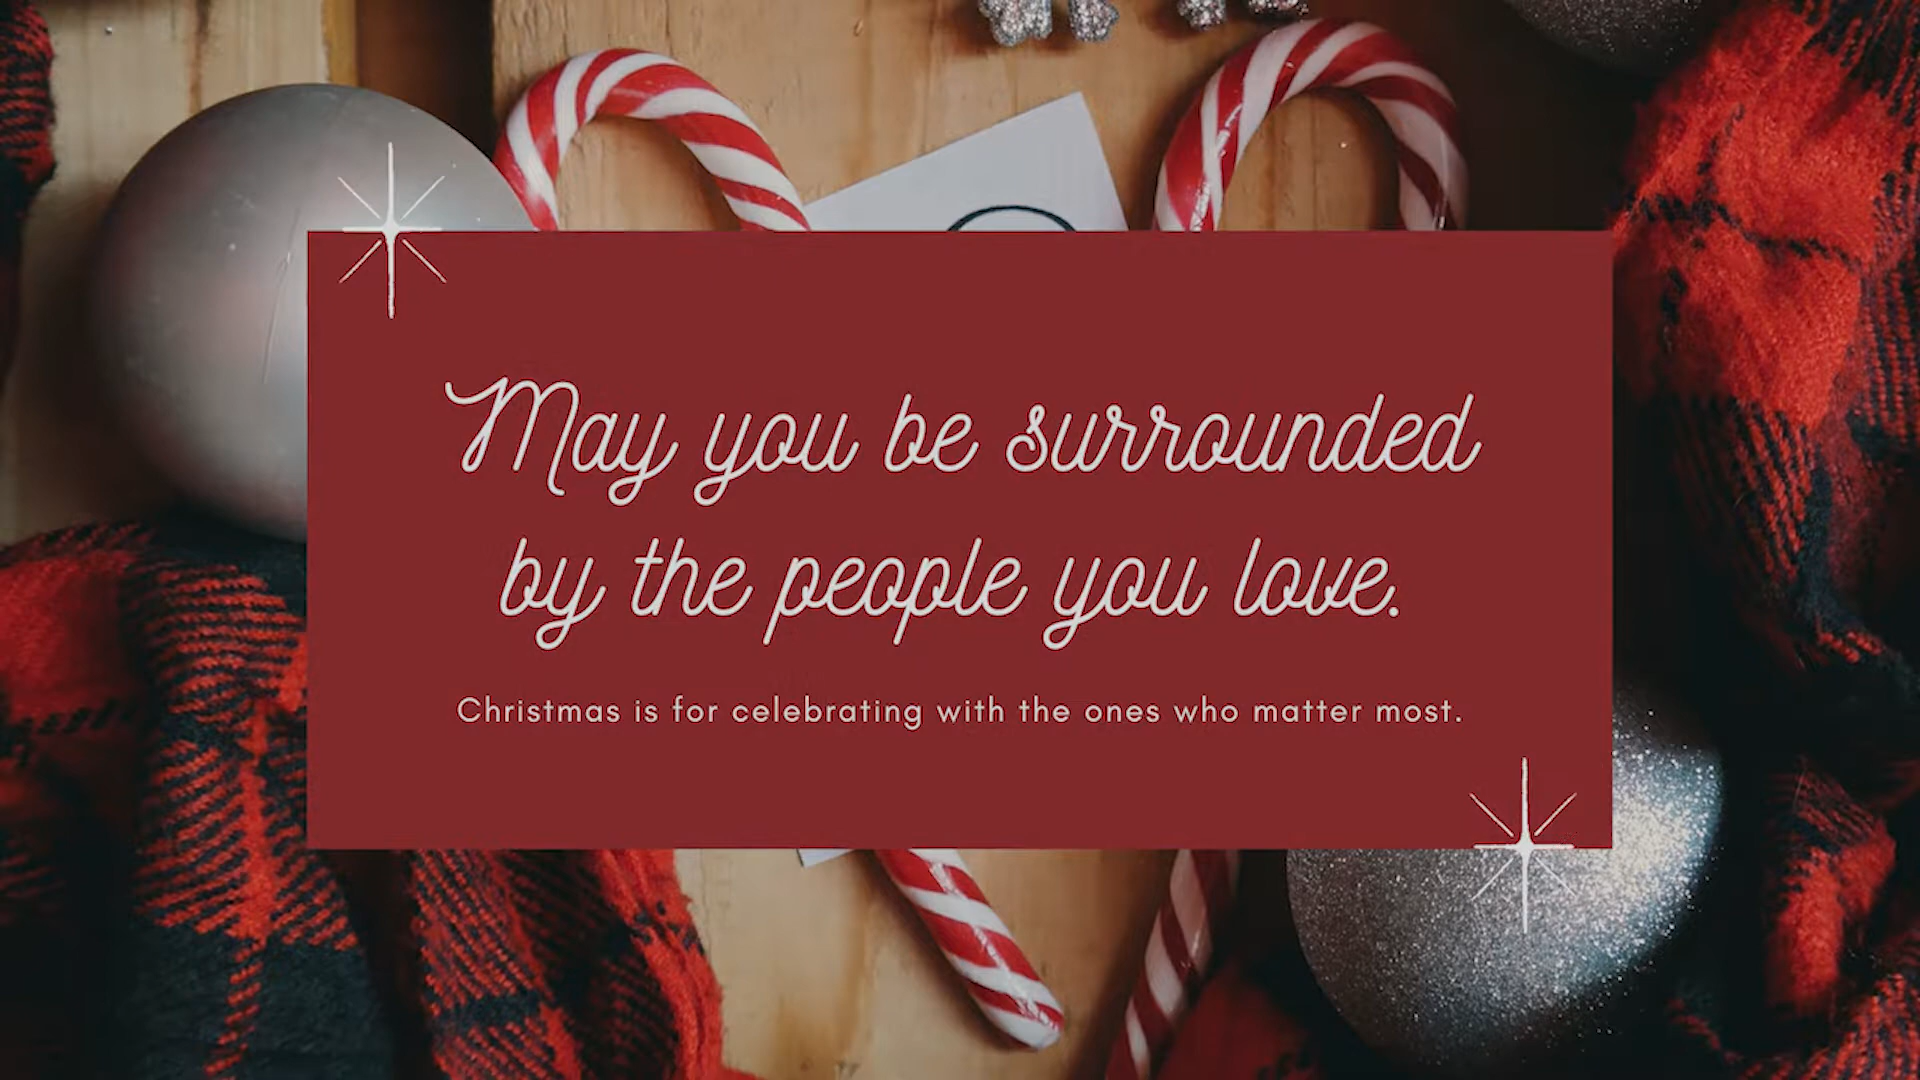 May you be surrounded
by the people you love.
Christmas is for celebrating with the ones who matter most.